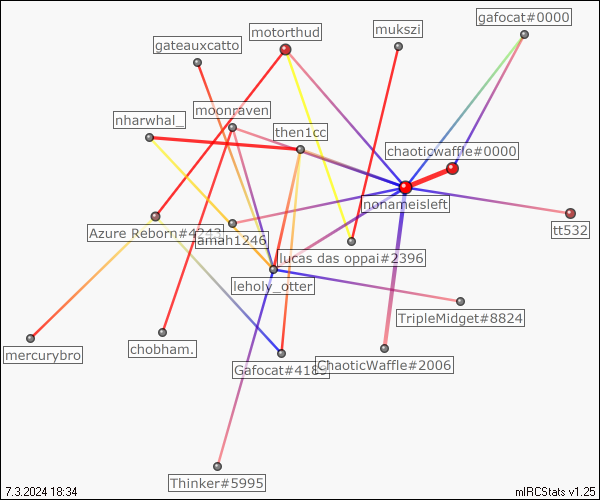 gafocat#0000
motorthud
mukszi
gateauxcatto
moonraven
nharwhal_
then1cc
chaoticwaffle#0000
nonameisleft
tt532
Azure Reborn#4243
amah1246
lucas das oppai#2396
leholy_otter
TripleMidget#8824
mercurybro
chobham.
Gafocat#4189
ChaoticWaffle#2006
Thinker#5995
7.3.2024 18:34
mIRCStats v1.25